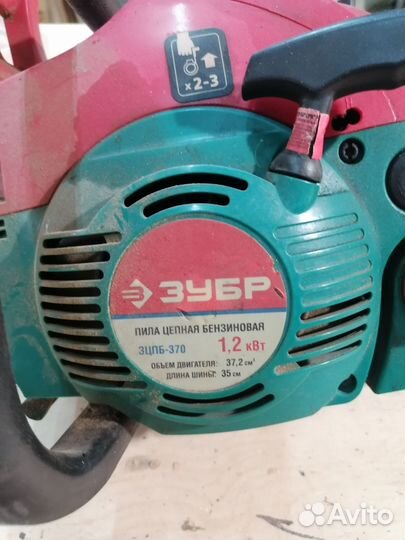 x 2-3
ЗУБР
ПИЛА ЦЕПНАЯ БЕНЗИНОВАЯ
ЗЦПБ-370 1,2 кВт
ОБЪЕМ ДВИГАТЕЛЯ: 37,2 см³
ДЛИНА ШИНЫ: 35 см
Avito